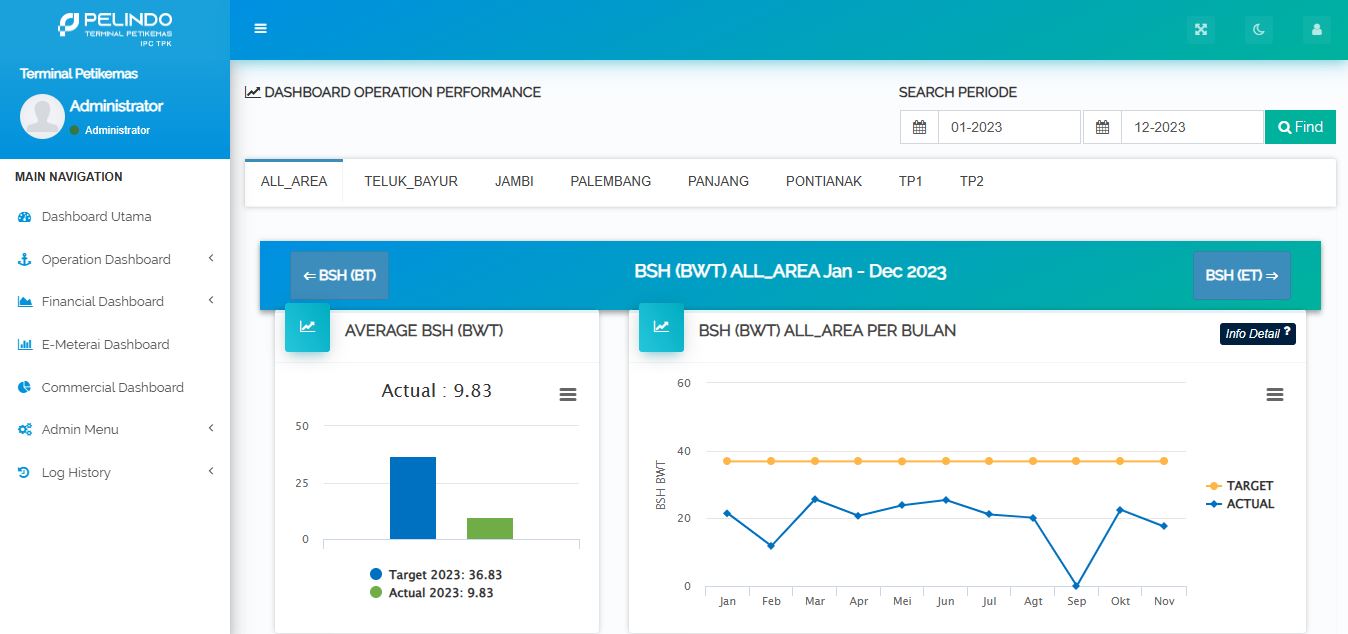 PELINDO
TERMINAL PETIKEMAS
IPC TPK
Terminal Petikemas
Administrator
Administrator
MAIN NAVIGATION
Dashboard Utama
Operation Dashboard
Financial Dashboard
E-Meterai Dashboard
Commercial Dashboard
Admin Menu
Log History
DASHBOARD OPERATION PERFORMANCE
SEARCH PERIODE
01-2023
12-2023
Find
ALL_AREA TELUK_BAYUR JAMBI PALEMBANG PANJANG PONTIANAK TP1 TP2
← BSH (BT)
BSH (BWT) ALL_AREA Jan - Dec 2023
BSH (ET) →
AVERAGE BSH (BWT)
Actual : 9.83
50
25
0
Target 2023: 36.83
Actual 2023: 9.83
BSH (BWT) ALL_AREA PER BULAN
Info Detail ?
60
40
20
0
BSH BWT
Jan Feb Mar Apr Mei Jun Jul Agt Sep Okt Nov
TARGET
ACTUAL